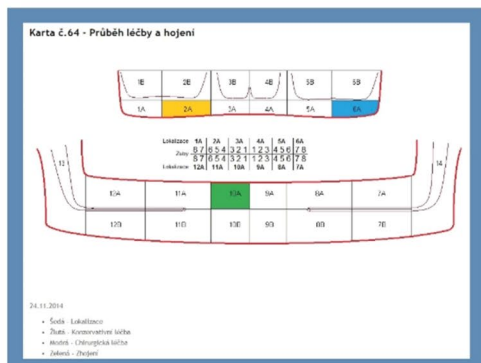 Karta č.64 - Průběh léčby a hojení
1B 2B 3B 4B 5B 6B
1A 2A 3A 4A 5A 6A
Lokalizace 1A 2A 3A 4A 5A 6A
Zuby 8 7 6 5 4 3 2 1 1 2 3 4 5 6 7 8
8 7 6 5 4 3 2 1 1 2 3 4 5 6 7 8
Lokalizace 12A 11A 10A 9A 8A 7A
13 14
12A 11A 10A 9A 8A 7A
12B 11B 10B 9B 8B 7B
24.11.2014
Šedá - Lokalizace
Žlutá - Konzervativní léčba
Modrá - Chirurgická léčba
Zelená - Zhojení